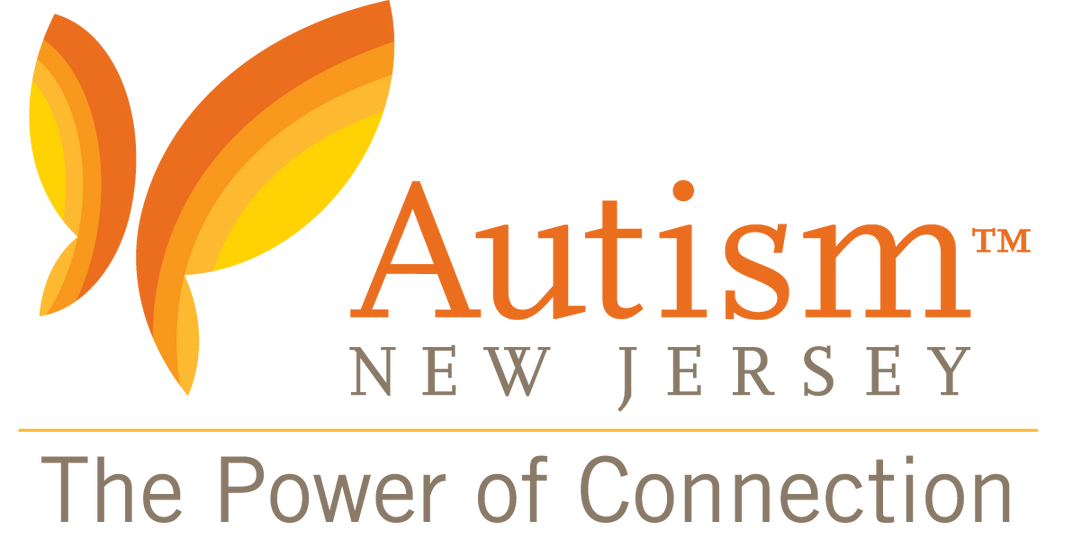 Autism™
NEW JERSEY
The Power of Connection